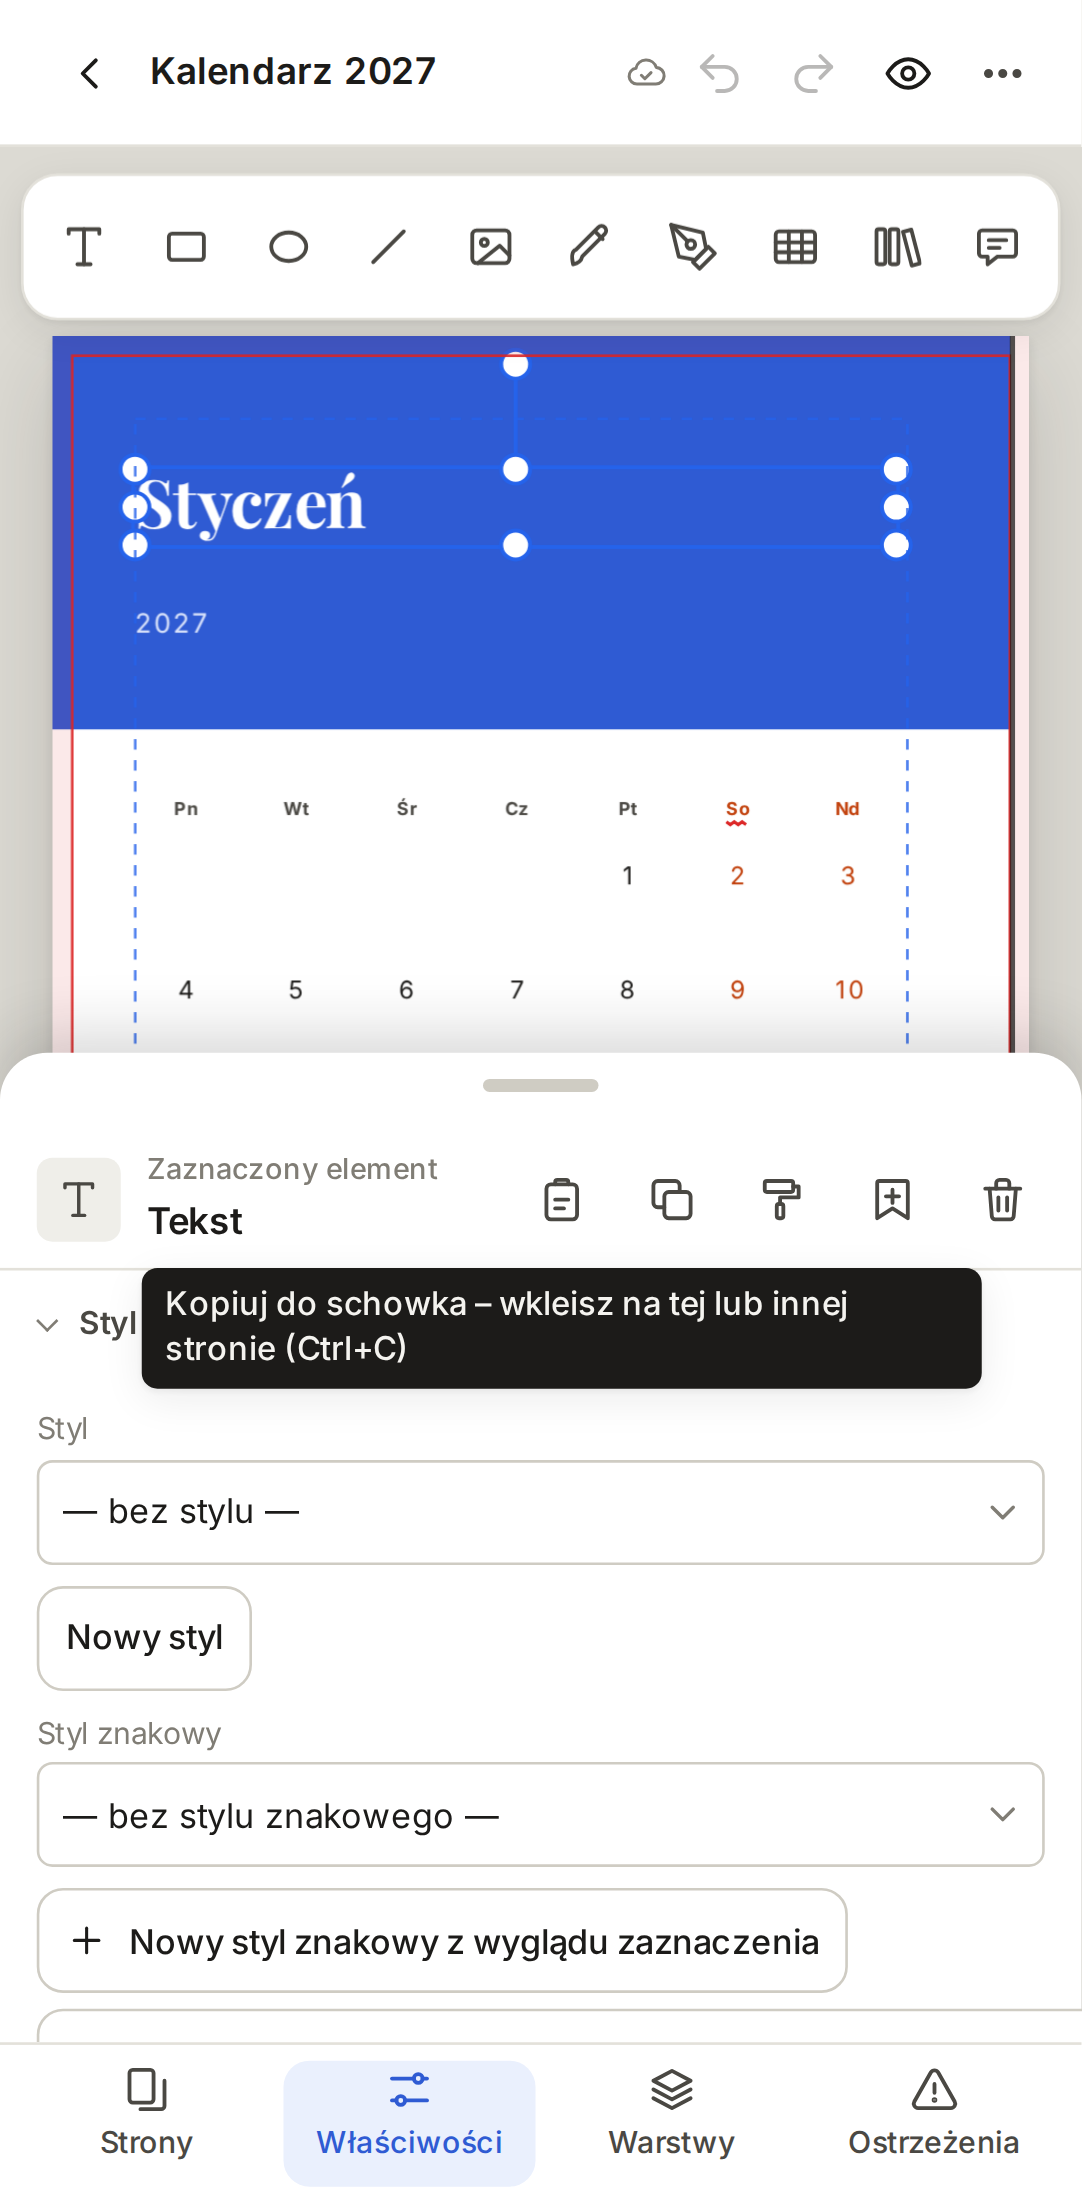 Kalendarz 2027
Styczeń
2027
Pn Wt Śr Cz Pt So Nd
1 2 3
4 5 6 7 8 9 10
Zaznaczony element
Tekst
Kopiuj do schowka – wkleisz na tej lub innej
stronie (Ctrl+C)
Styl
Styl
— bez stylu —
Nowy styl
Styl znakowy
— bez stylu znakowego —
Nowy styl znakowy z wyglądu zaznaczenia
Strony Właściwości Warstwy Ostrzeżenia